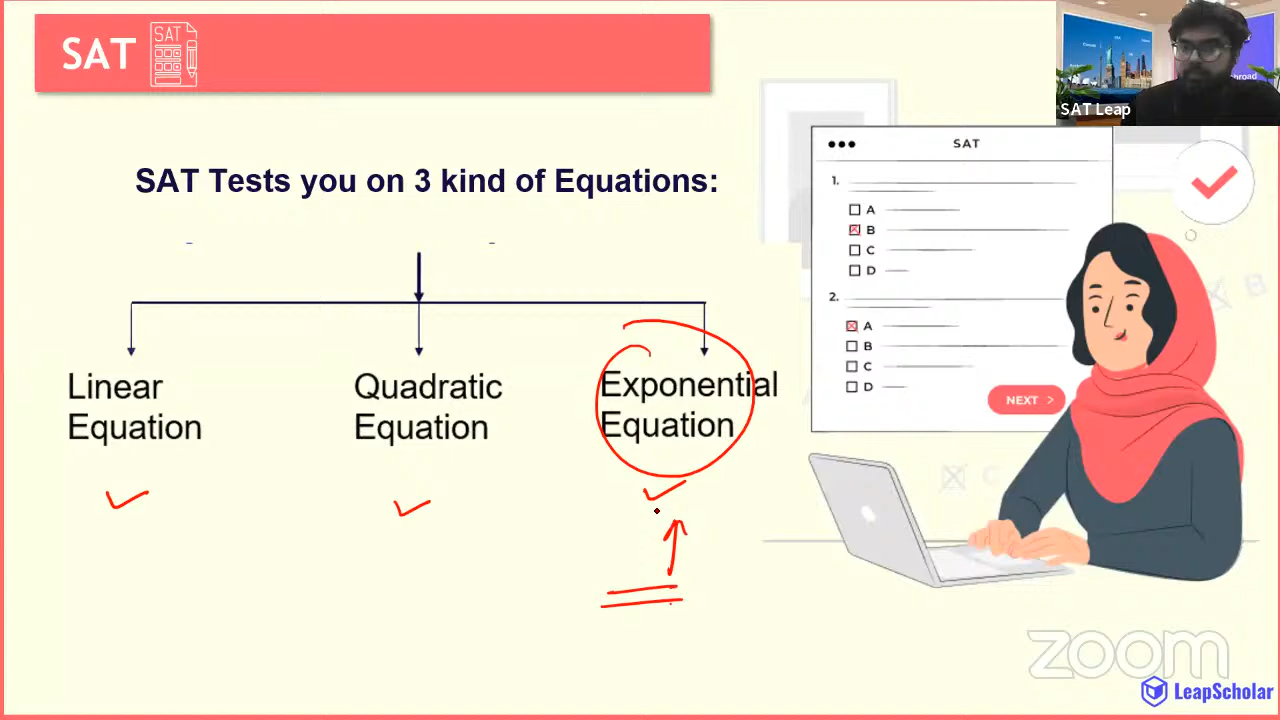 SAT
SAT
SAT Leap
SAT Tests you on 3 kind of Equations:
Linear
Equation
Quadratic
Equation
Exponential
Equation
SAT
1.
A
B
C
D
2.
A
B
C
D
NEXT >
zoom
LeapScholar